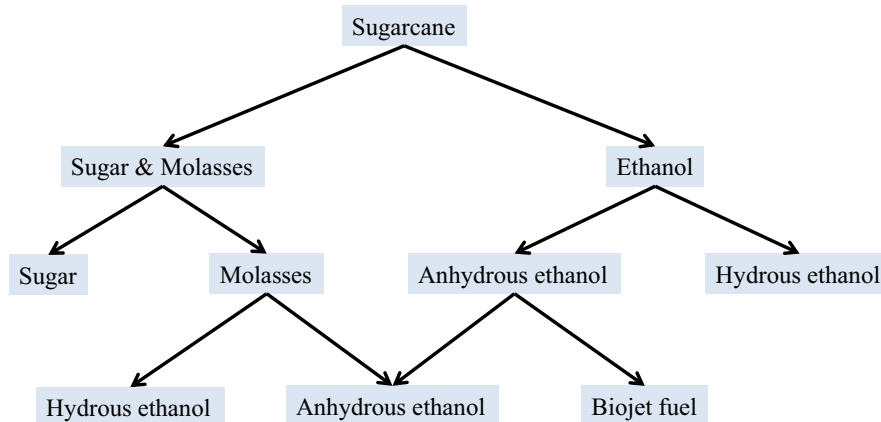 Sugarcane
Sugar & Molasses
Ethanol
Sugar
Molasses
Anhydrous ethanol
Hydrous ethanol
Hydrous ethanol
Anhydrous ethanol
Biojet fuel